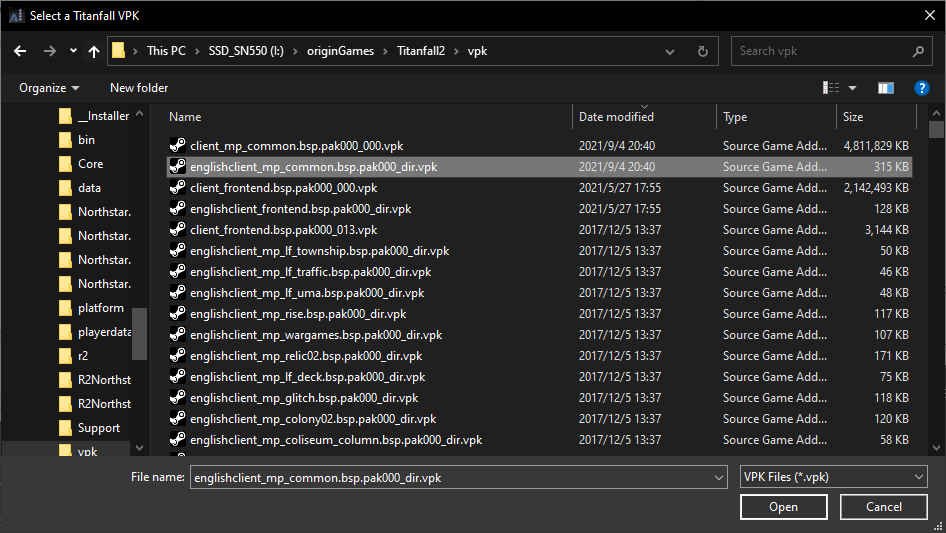 Select a Titanfall VPK
This PC > SSD_SN550 (I:) > originGames > Titanfall2 > vpk
Search vpk
Organize
New folder
__Installer
bin
Core
data
Northstar.
Northstar.
Northstar.
Northstar.
platform
playerdata
r2
R2Northst
R2Northst
Support
vpk
Name Date modified Type Size
client_mp_common.bsp.pak000_000.vpk 2021/9/4 20:40 Source Game Add... 4,811,829 KB
englishclient_mp_common.bsp.pak000_dir.vpk 2021/9/4 20:40 Source Game Add... 315 KB
client_frontend.bsp.pak000_000.vpk 2021/5/27 17:55 Source Game Add... 2,142,493 KB
englishclient_frontend.bsp.pak000_dir.vpk 2021/5/27 17:55 Source Game Add... 128 KB
client_frontend.bsp.pak000_013.vpk 2017/12/5 13:37 Source Game Add... 3,144 KB
englishclient_mp_lf_township.bsp.pak000_dir.vpk 2017/12/5 13:37 Source Game Add... 50 KB
englishclient_mp_lf_traffic.bsp.pak000_dir.vpk 2017/12/5 13:37 Source Game Add... 46 KB
englishclient_mp_lf_uma.bsp.pak000_dir.vpk 2017/12/5 13:37 Source Game Add... 48 KB
englishclient_mp_rise.bsp.pak000_dir.vpk 2017/12/5 13:37 Source Game Add... 117 KB
englishclient_mp_wargames.bsp.pak000_dir.vpk 2017/12/5 13:37 Source Game Add... 107 KB
englishclient_mp_relic02.bsp.pak000_dir.vpk 2017/12/5 13:37 Source Game Add... 171 KB
englishclient_mp_lf_deck.bsp.pak000_dir.vpk 2017/12/5 13:37 Source Game Add... 75 KB
englishclient_mp_glitch.bsp.pak000_dir.vpk 2017/12/5 13:37 Source Game Add... 118 KB
englishclient_mp_colony02.bsp.pak000_dir.vpk 2017/12/5 13:37 Source Game Add... 120 KB
englishclient_mp_coliseum_column.bsp.pak000_dir.vpk 2017/12/5 13:37 Source Game Add... 58 KB
File name: englishclient_mp_common.bsp.pak000_dir.vpk
VPK Files (*.vpk)
Open
Cancel